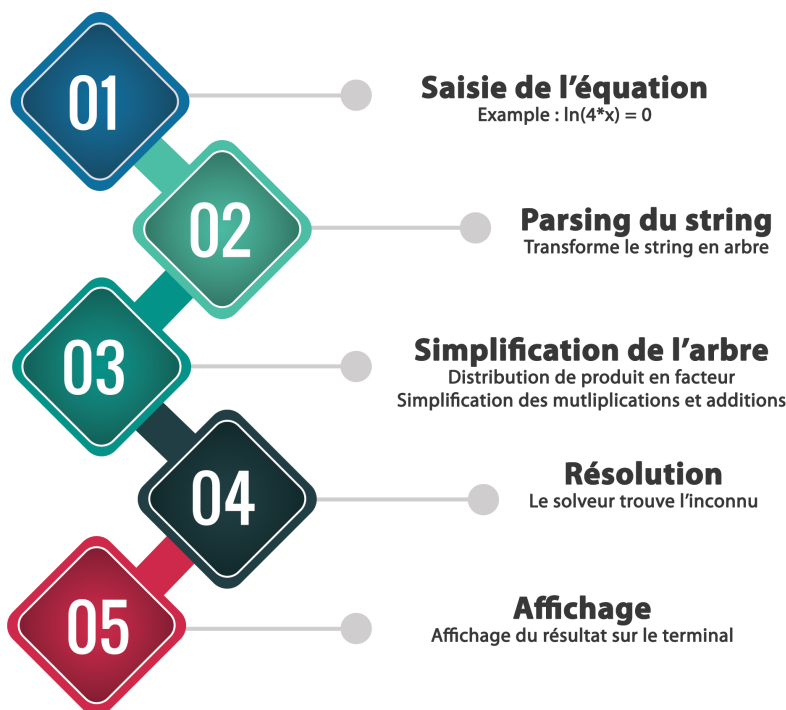 01
Saisie de l'équation
Example : ln(4*x) = 0
02
Parsing du string
Transforme le string en arbre
03
Simplification de l'arbre
Distribution de produit en facteur
Simplification des mutliplications et additions
04
Résolution
Le solveur trouve l'inconnu
05
Affichage
Affichage du résultat sur le terminal